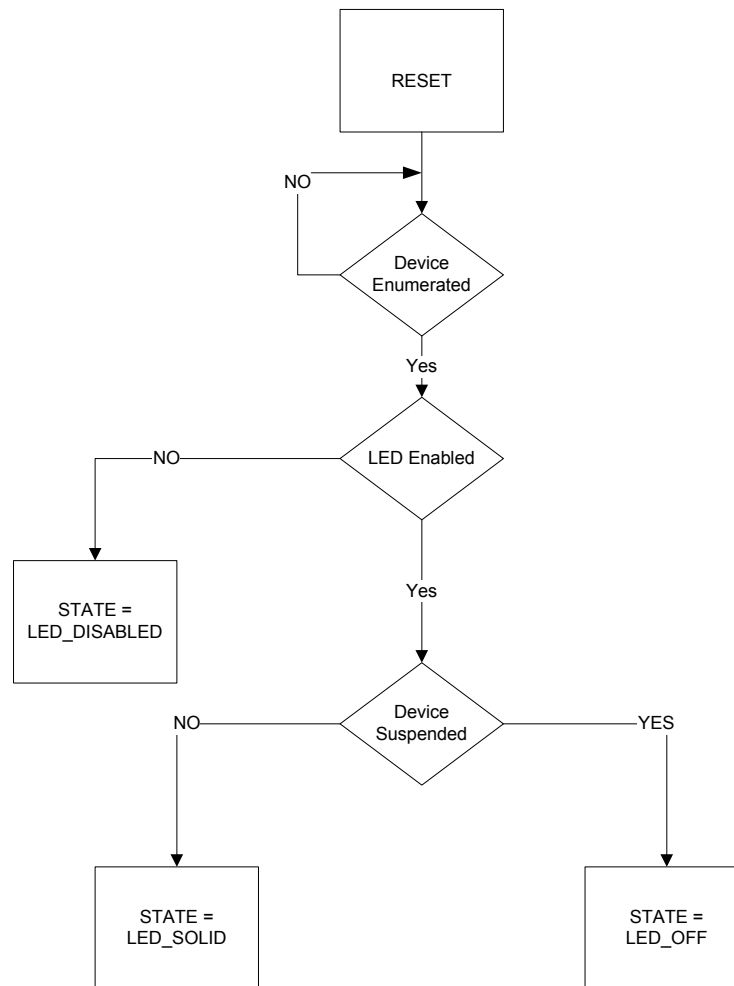 RESET
NO
Device
Enumerated
Yes
LED Enabled
NO
STATE =
LED_DISABLED
Yes
Device
Suspended
NO
YES
STATE =
LED_SOLID
STATE =
LED_OFF